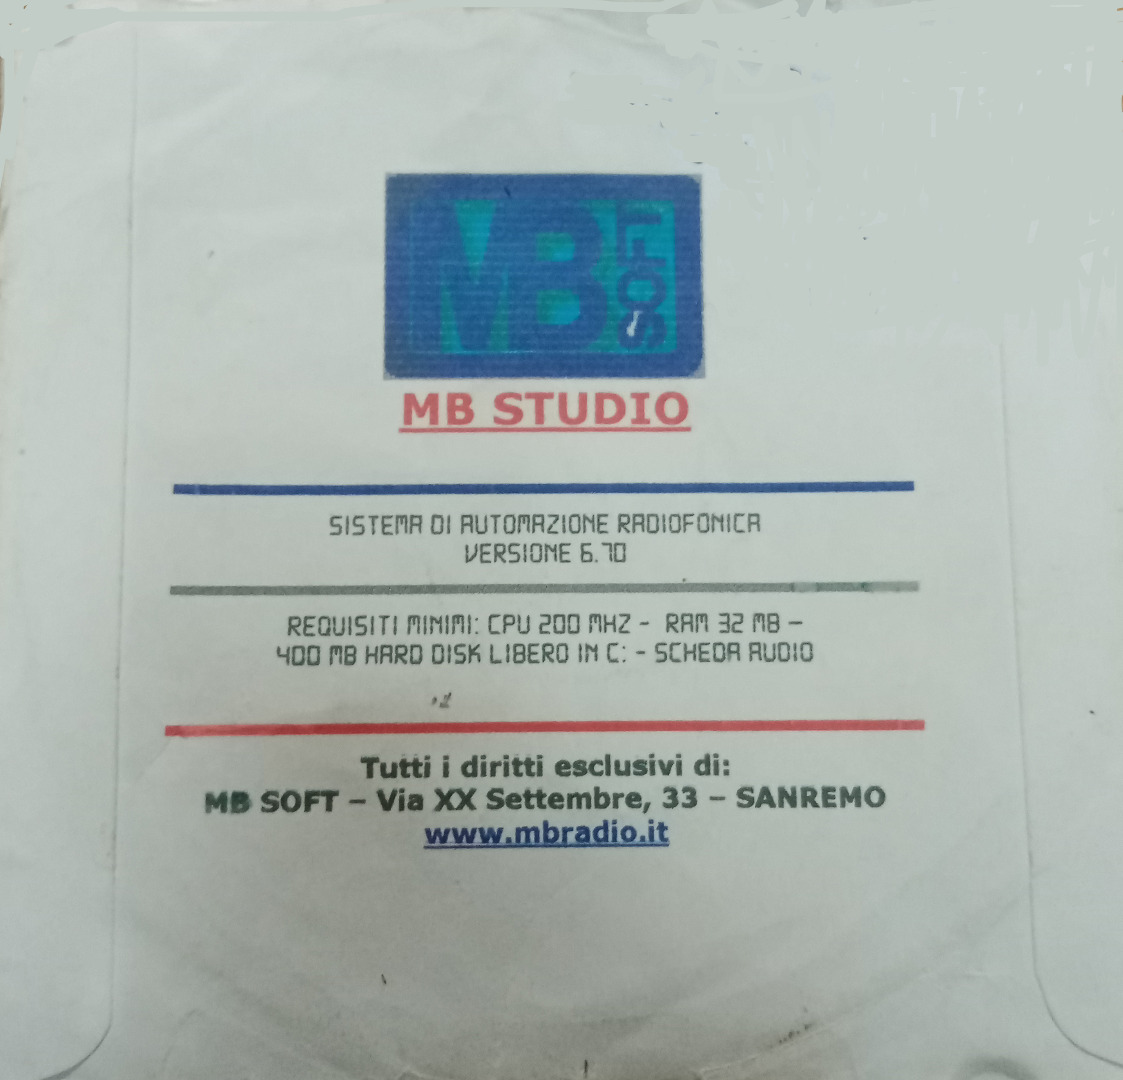 MB SOFT
MB STUDIO
SISTEMA DI AUTOMAZIONE RADIOFONICA
VERSIONE 6.70
REQUISITI MINIMI: CPU 200 MHZ - RAM 32 MB –
400 MB HARD DISK LIBERO IN C: - SCHEDA AUDIO
Tutti i diritti esclusivi di:
MB SOFT – Via XX Settembre, 33 – SANREMO
www.mbradio.it